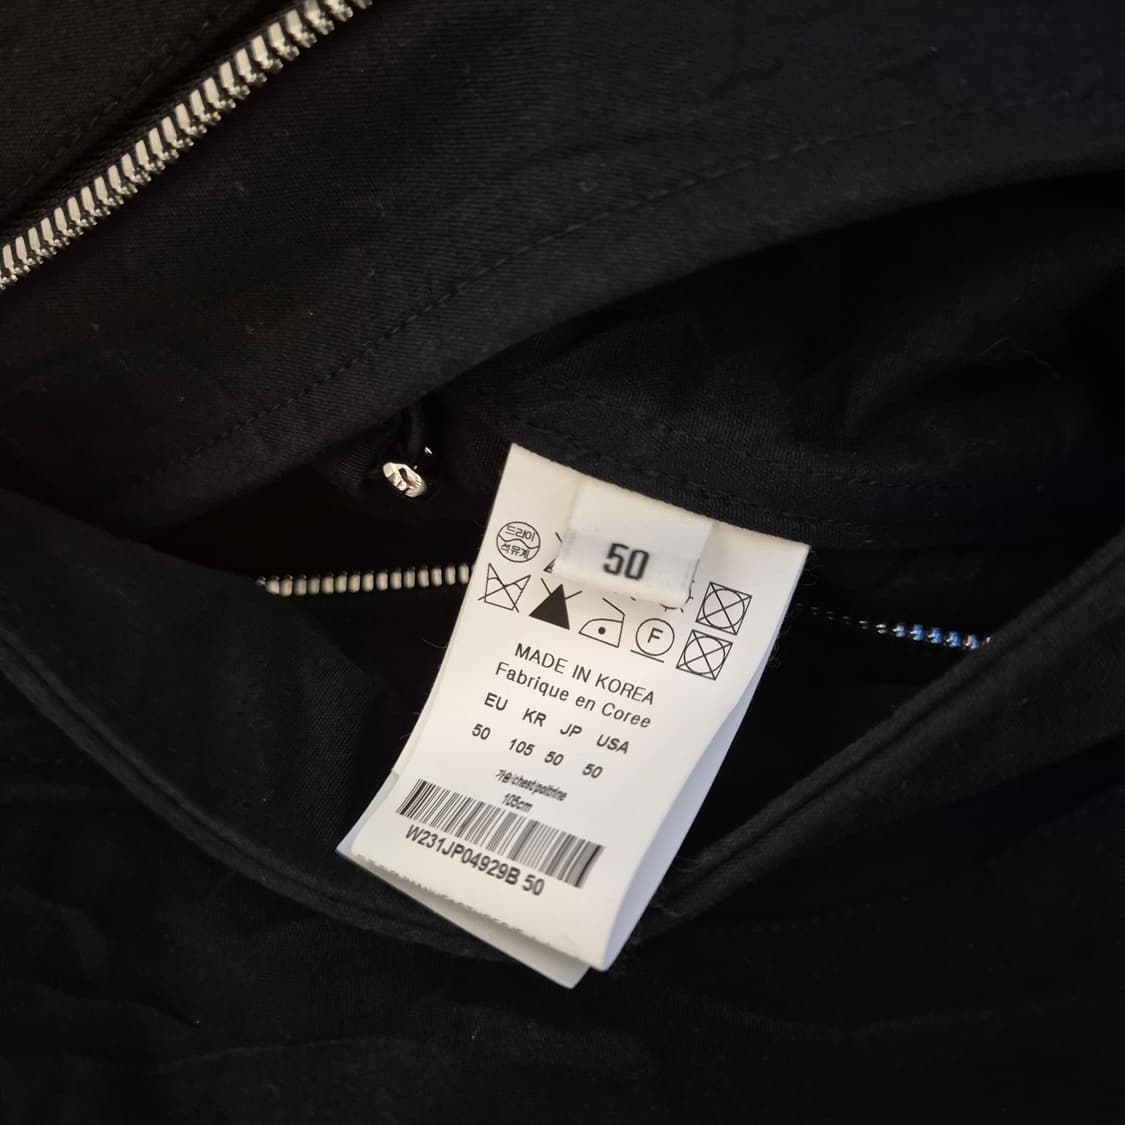 50
드라이
석유계
F
MADE IN KOREA
Fabrique en Coree
EU KR JP USA
50 105 50 50
가슴/chest/poitrine
105cm
W231JP04929B 50